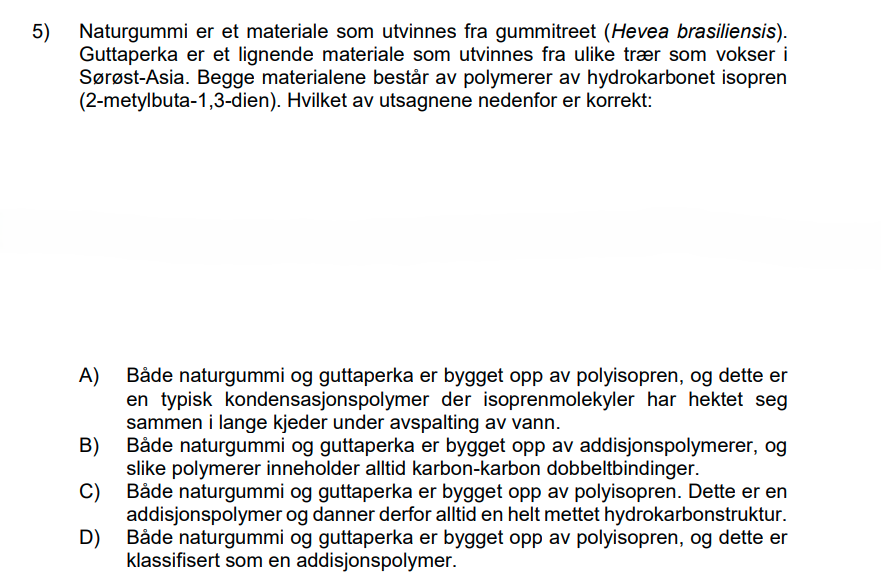 5) Naturgummi er et materiale som utvinnes fra gummitreet (Hevea brasiliensis).
Guttaperka er et lignende materiale som utvinnes fra ulike trær som vokser i
Sørøst-Asia. Begge materialene består av polymerer av hydrokarbonet isopren
(2-metylbuta-1,3-dien). Hvilket av utsagnene nedenfor er korrekt:
A) Både naturgummi og guttaperka er bygget opp av polyisopren, og dette er
en typisk kondensasjonspolymer der isoprenmolekyler har hektet seg
sammen i lange kjeder under avspalting av vann.
B) Både naturgummi og guttaperka er bygget opp av addisjonspolymerer, og
slike polymerer inneholder alltid karbon-karbon dobbeltbindinger.
C) Både naturgummi og guttaperka er bygget opp av polyisopren. Dette er en
addisjonspolymer og danner derfor alltid en helt mettet hydrokarbonstruktur.
D) Både naturgummi og guttaperka er bygget opp av polyisopren, og dette er
klassifisert som en addisjonspolymer.